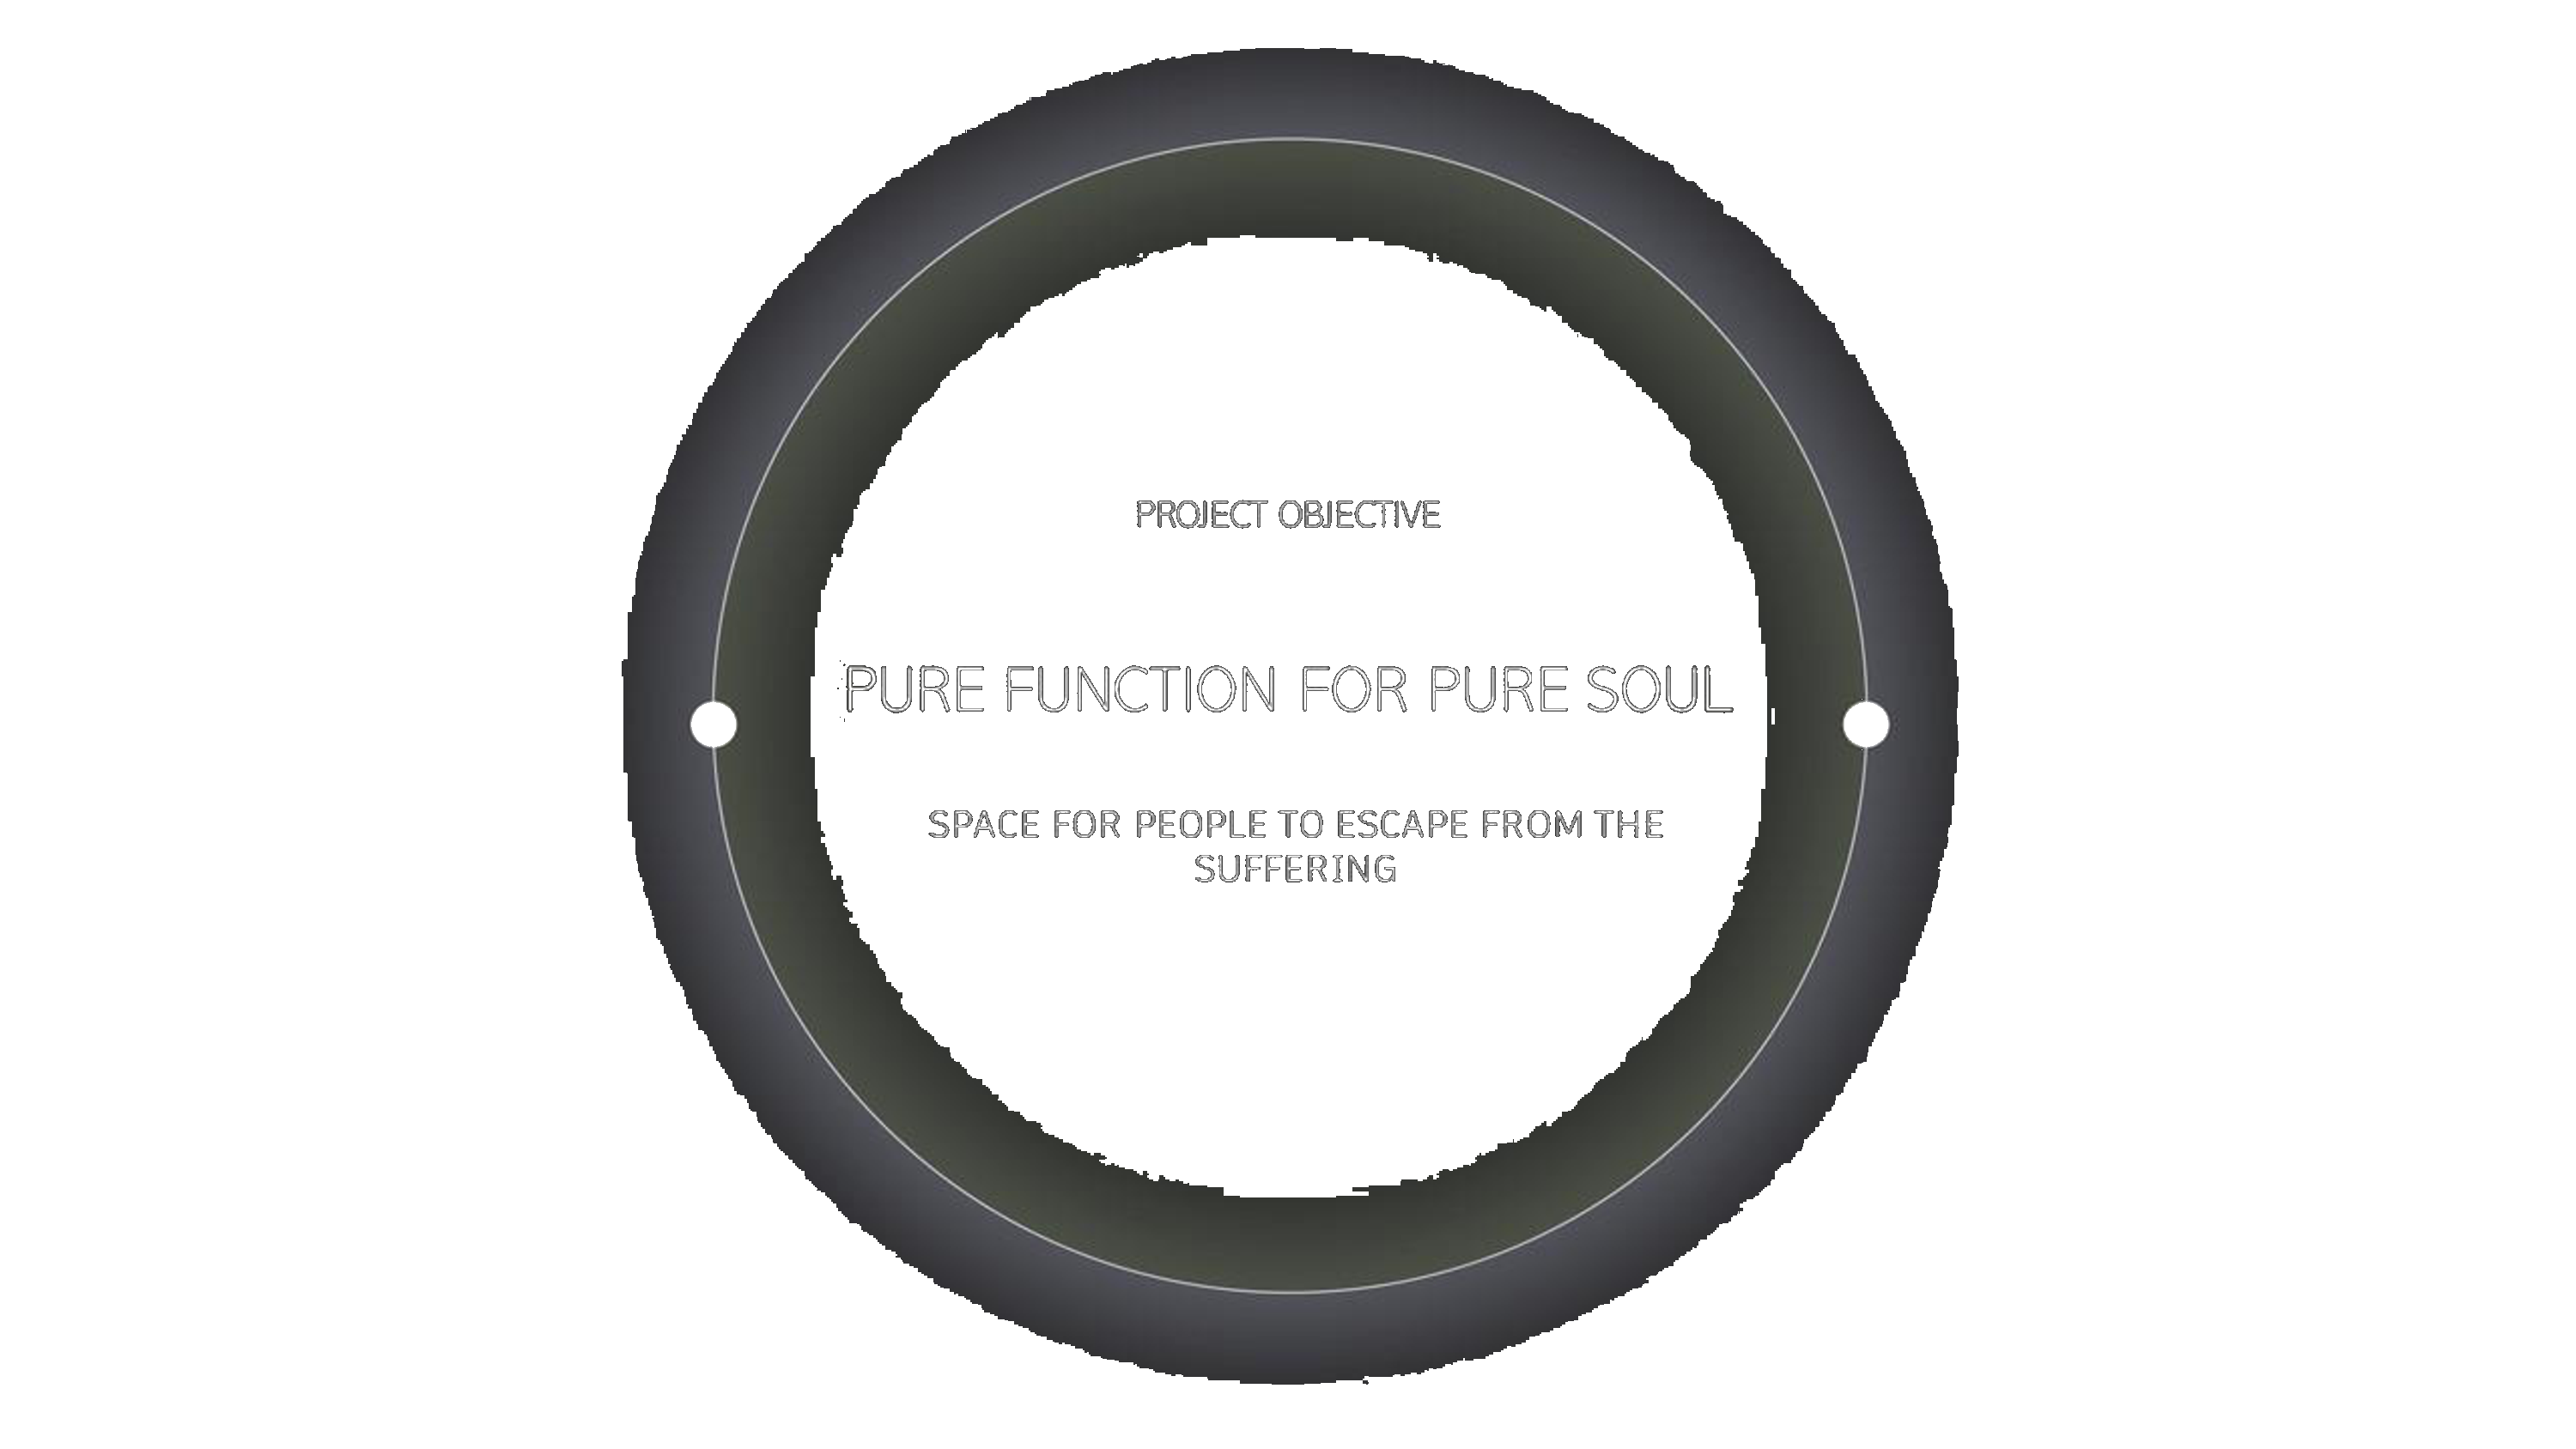 PROJECT OBJECTIVE
PURE FUNCTION FOR PURE SOUL
SPACE FOR PEOPLE TO ESCAPE FROM THE
SUFFERING